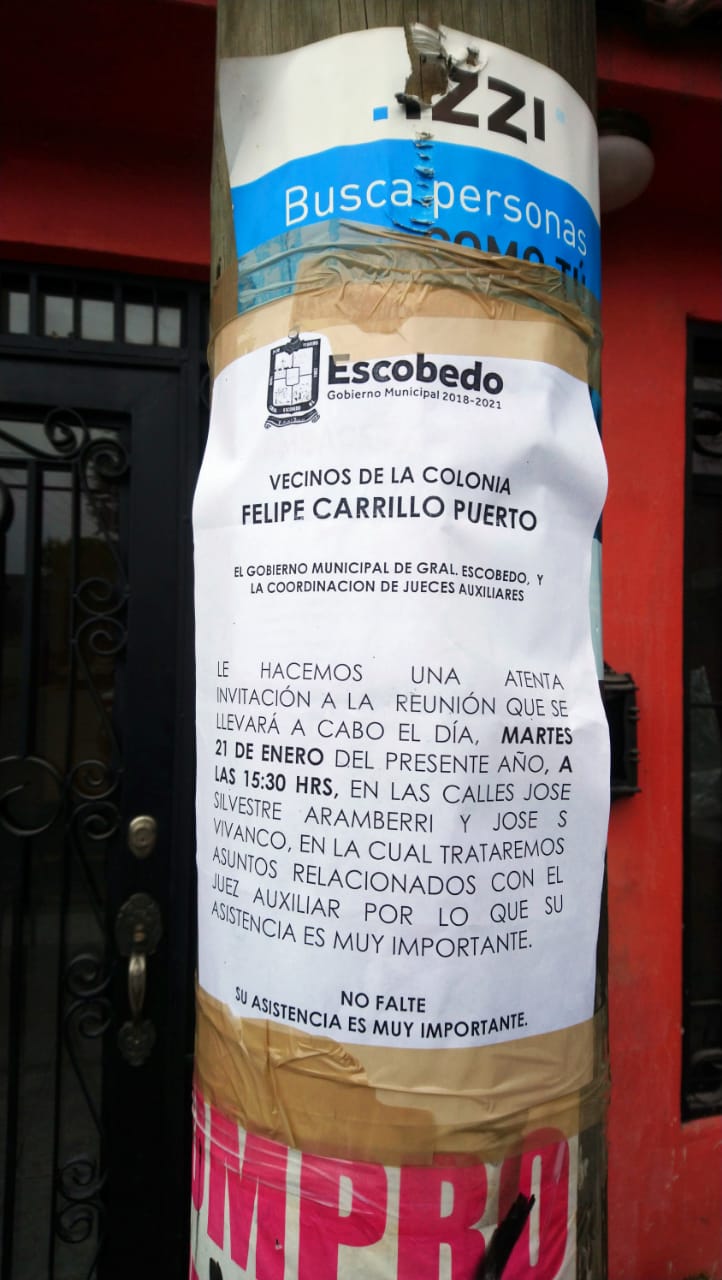 izzi
Busca personas
COMO TÚ
Escobedo
Gobierno Municipal 2018-2021
VECINOS DE LA COLONIA
FELIPE CARRILLO PUERTO
EL GOBIERNO MUNICIPAL DE GRAL. ESCOBEDO, Y
LA COORDINACION DE JUECES AUXILIARES
LE HACEMOS UNA ATENTA
INVITACIÓN A LA REUNIÓN QUE SE
LLEVARÁ A CABO EL DÍA, MARTES
21 DE ENERO DEL PRESENTE AÑO, A
LAS 15:30 HRS, EN LAS CALLES JOSE
SILVESTRE ARAMBERRI Y JOSE S
VIVANCO, EN LA CUAL TRATAREMOS
ASUNTOS RELACIONADOS CON EL
JUEZ AUXILIAR POR LO QUE SU
ASISTENCIA ES MUY IMPORTANTE.
NO FALTE
SU ASISTENCIA ES MUY IMPORTANTE.
OMPRO